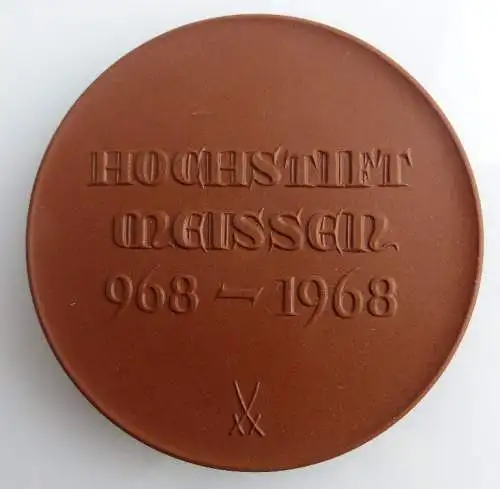 HOCHSTIFT
MEISSEN
968 - 1968